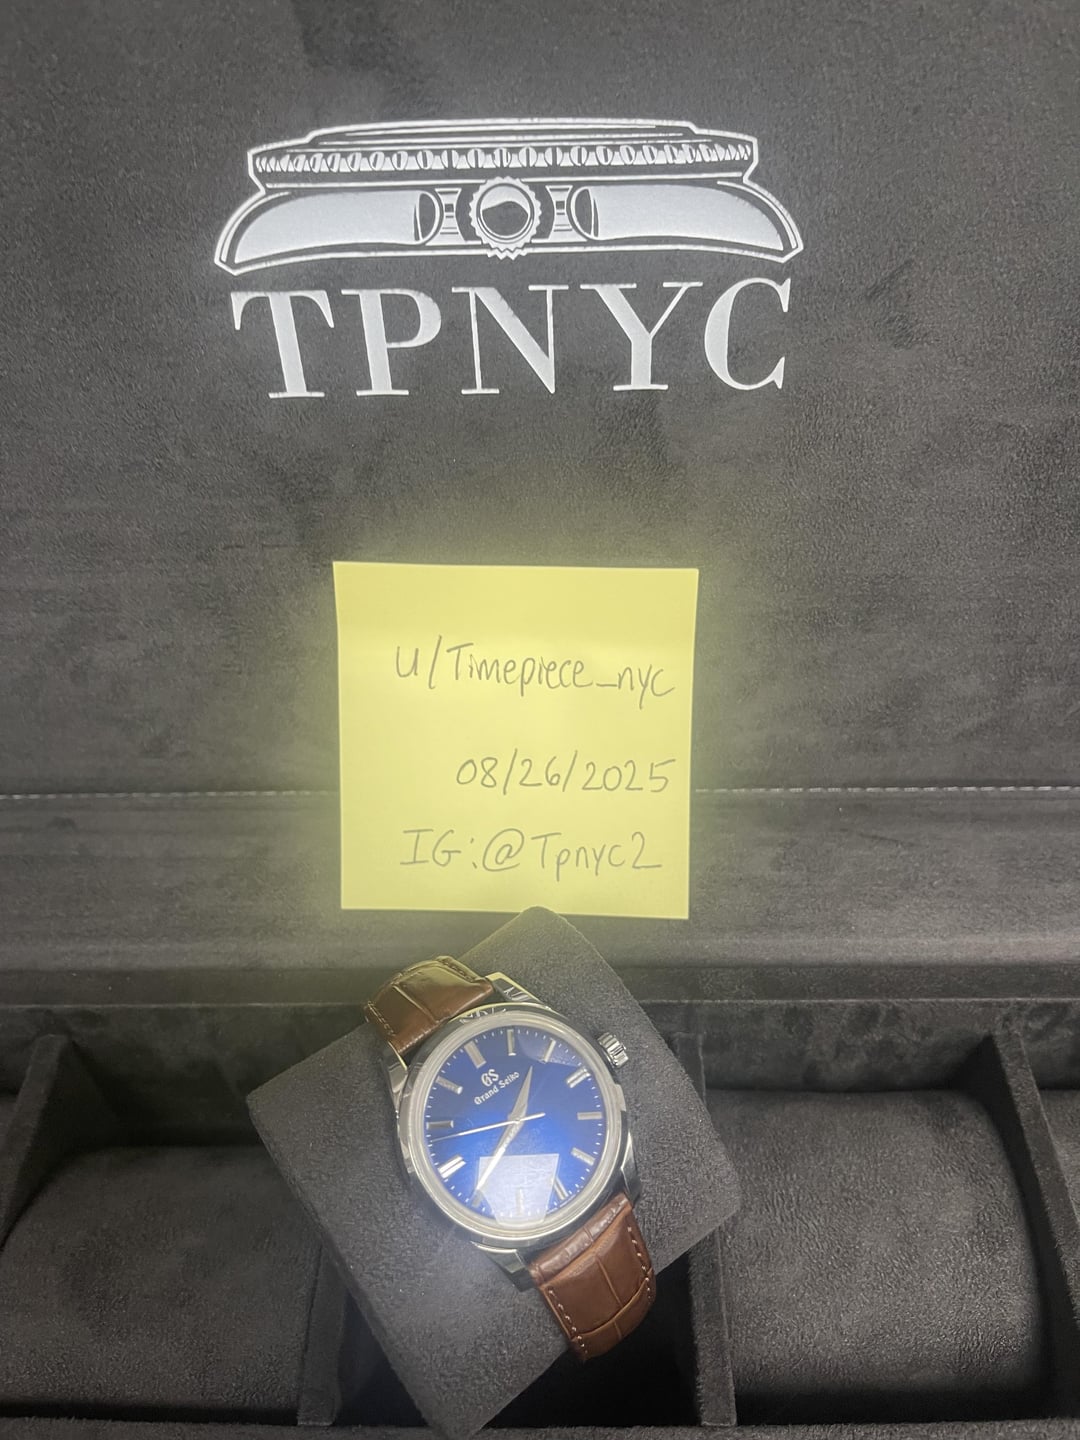 TPNYC
u/Timepiece_nyc
08/26/2025
IG:@Tpnyc2
GS
Grand Seiko